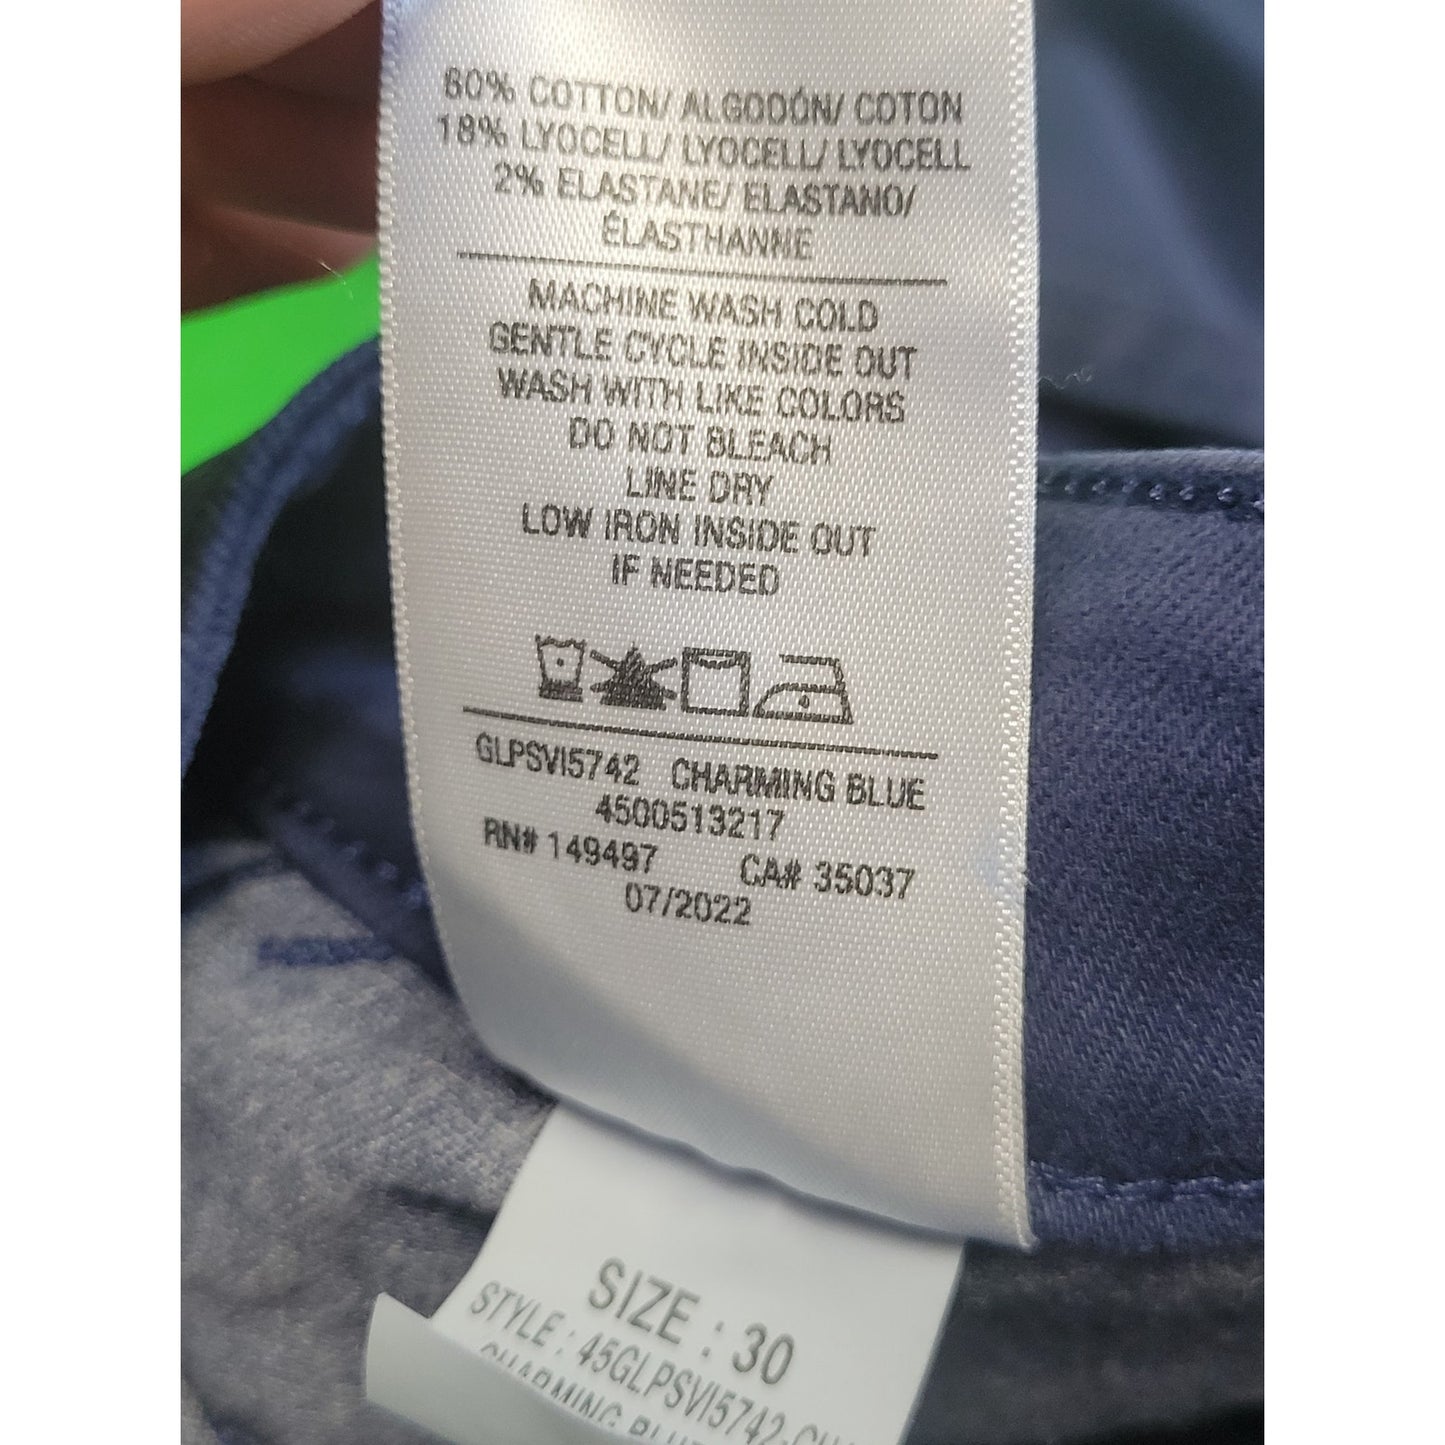 80% COTTON/ ALGODÓN/ COTON
18% LYOCELL/ LYOCELL/ LYOCELL
2% ELASTANE/ ELASTANO/
ÉLASTHANNE
MACHINE WASH COLD
GENTLE CYCLE INSIDE OUT
WASH WITH LIKE COLORS
DO NOT BLEACH
LINE DRY
LOW IRON INSIDE OUT
IF NEEDED
GLPSVI5742 CHARMING BLUE
4500513217
RN# 149497 CA# 35037
07/2022
SIZE : 30
STYLE : 45GLPSVI5742-
CHARMING BLUE